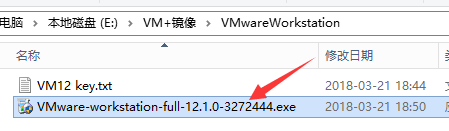 电脑 › 本地磁盘 (E:) › VM+镜像 › VMwareWorkstation
名称 修改日期
VM12 key.txt 2018-03-21 18:44
VMware-workstation-full-12.1.0-3272444.exe 2018-03-21 18:50